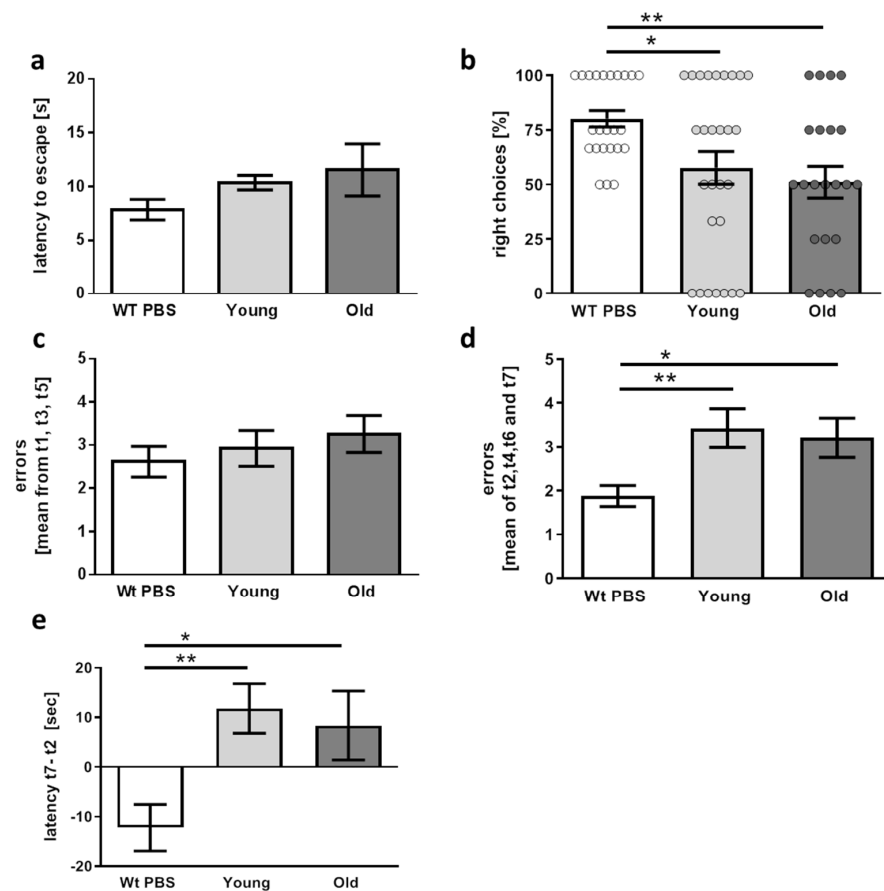 a
latency to escape [s]
20
15
10
5
0
WT PBS Young Old
b
**
*
right choices [%]
100
75
50
25
0
WT PBS Young Old
c
errors
[mean from t1, t3, t5]
5
4
3
2
1
0
Wt PBS Young Old
d
*
**
errors
[mean of t2,t4,t6 and t7]
5
4
3
2
1
0
Wt PBS Young Old
e
*
**
latency t7- t2 [sec]
20
10
0
-10
-20
Wt PBS Young Old